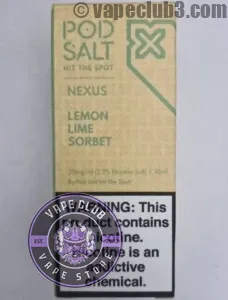 @ vapeclub3.com
POD
SALT
HIT THE SPOT
NEXUS
LEMON
LIME
SORBET
WARNING: This
product contains
nicotine.
Nicotine is an
addictive
chemical.
VAPE CLUB
VAPE STORE